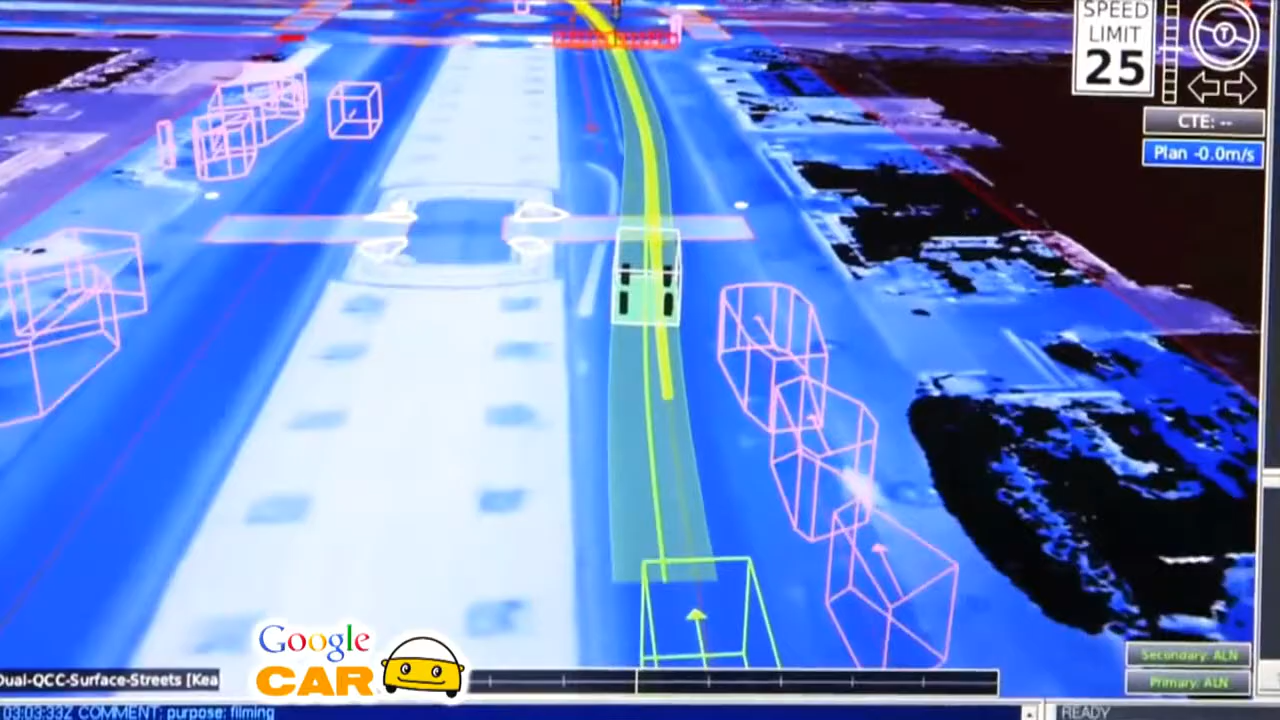 SPEED
LIMIT
25
T
CTE: --
Plan -0.0m/s
Secondary: ALN
Primary: ALN
Google
CAR
Dual-QCC-Surface-Streets [Kea
03:03:33Z COMMENT: purpose: filming
READY